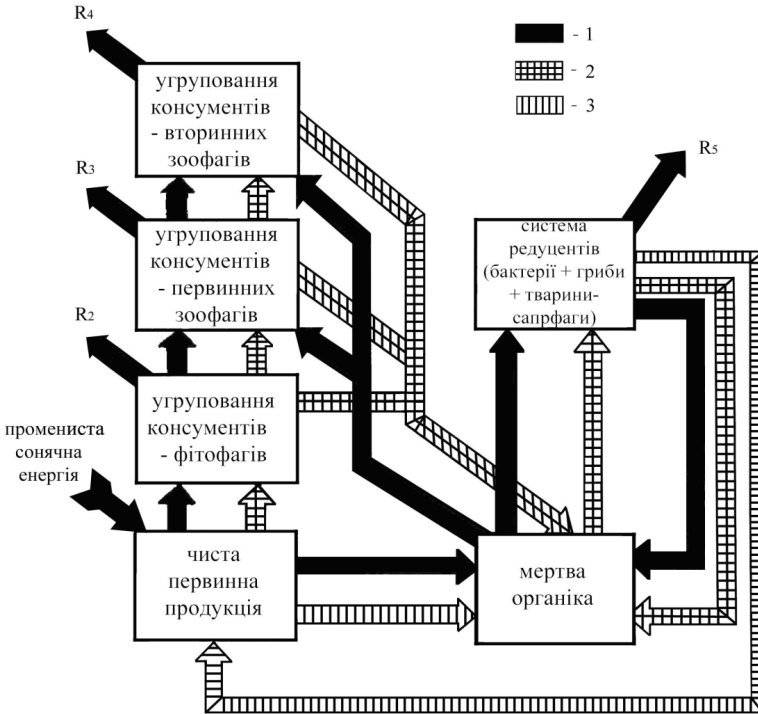 R4
- 1
- 2
- 3
угруповання
консументів
- вторинних
зоофагів
R3
R5
угруповання
консументів
- первинних
зоофагів
система
редуцентів
(бактерії + гриби
+ тварини-
сапрфаги)
R2
угруповання
консументів
- фітофагів
промениста
сонячна
енергія
чиста
первинна
продукція
мертва
органіка